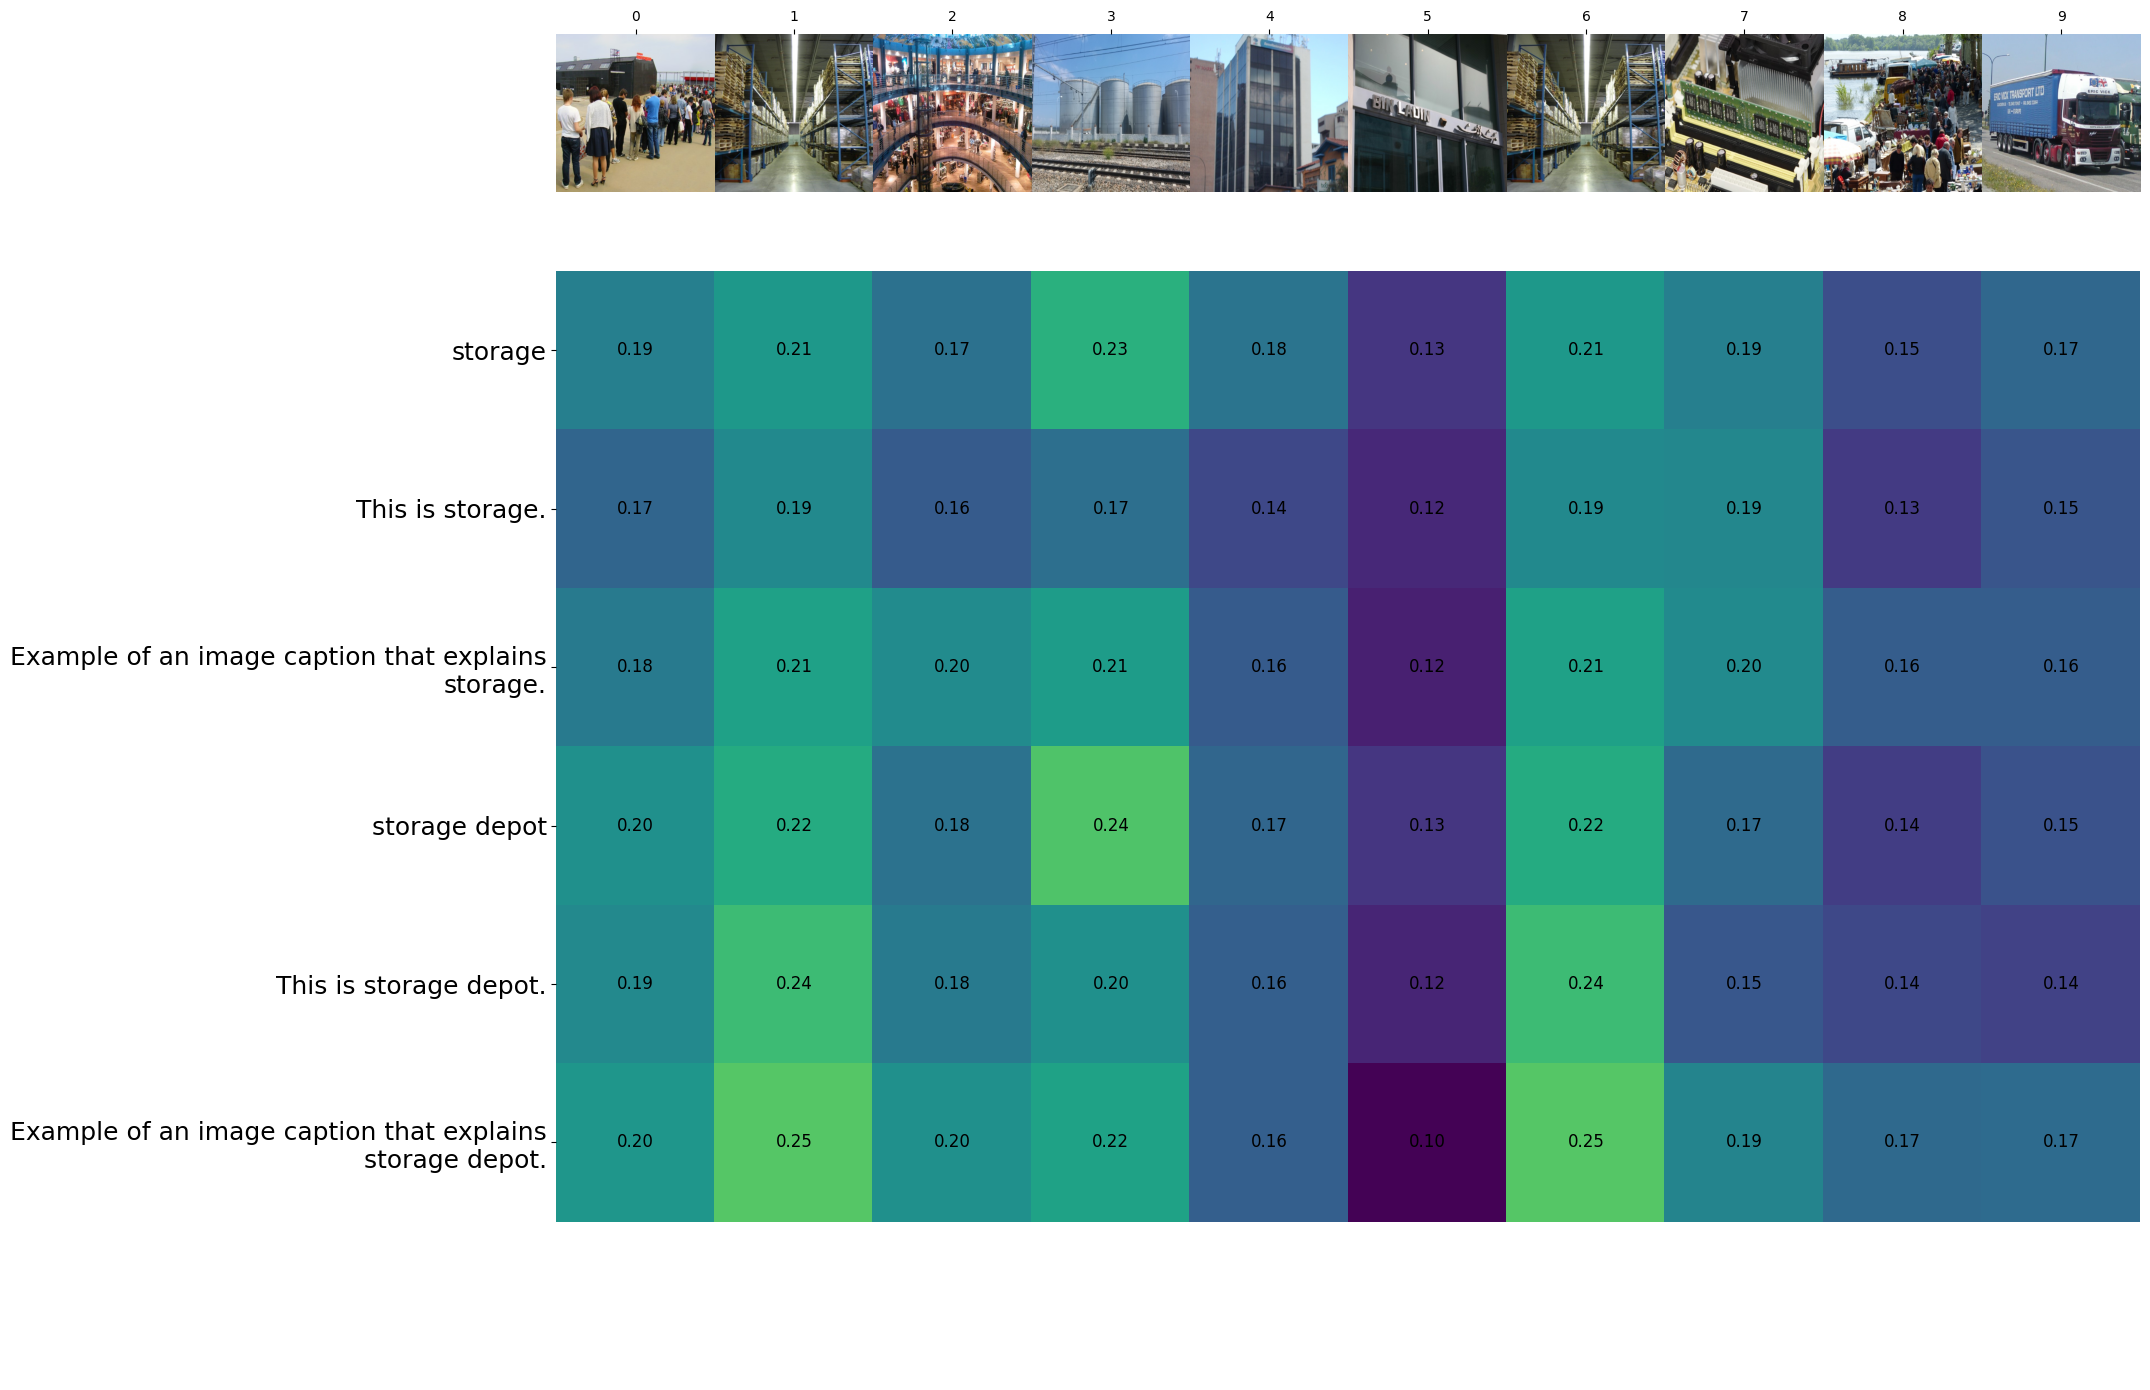 0 1 2 3 4 5 6 7 8 9
BIN LADIN
ERIC VICK TRANSPORT LTD
ERIC VICK
storage 0.19 0.21 0.17 0.23 0.18 0.13 0.21 0.19 0.15 0.17
This is storage. 0.17 0.19 0.16 0.17 0.14 0.12 0.19 0.19 0.13 0.15
Example of an image caption that explains
storage. 0.18 0.21 0.20 0.21 0.16 0.12 0.21 0.20 0.16 0.16
storage depot 0.20 0.22 0.18 0.24 0.17 0.13 0.22 0.17 0.14 0.15
This is storage depot. 0.19 0.24 0.18 0.20 0.16 0.12 0.24 0.15 0.14 0.14
Example of an image caption that explains
storage depot. 0.20 0.25 0.20 0.22 0.16 0.10 0.25 0.19 0.17 0.17